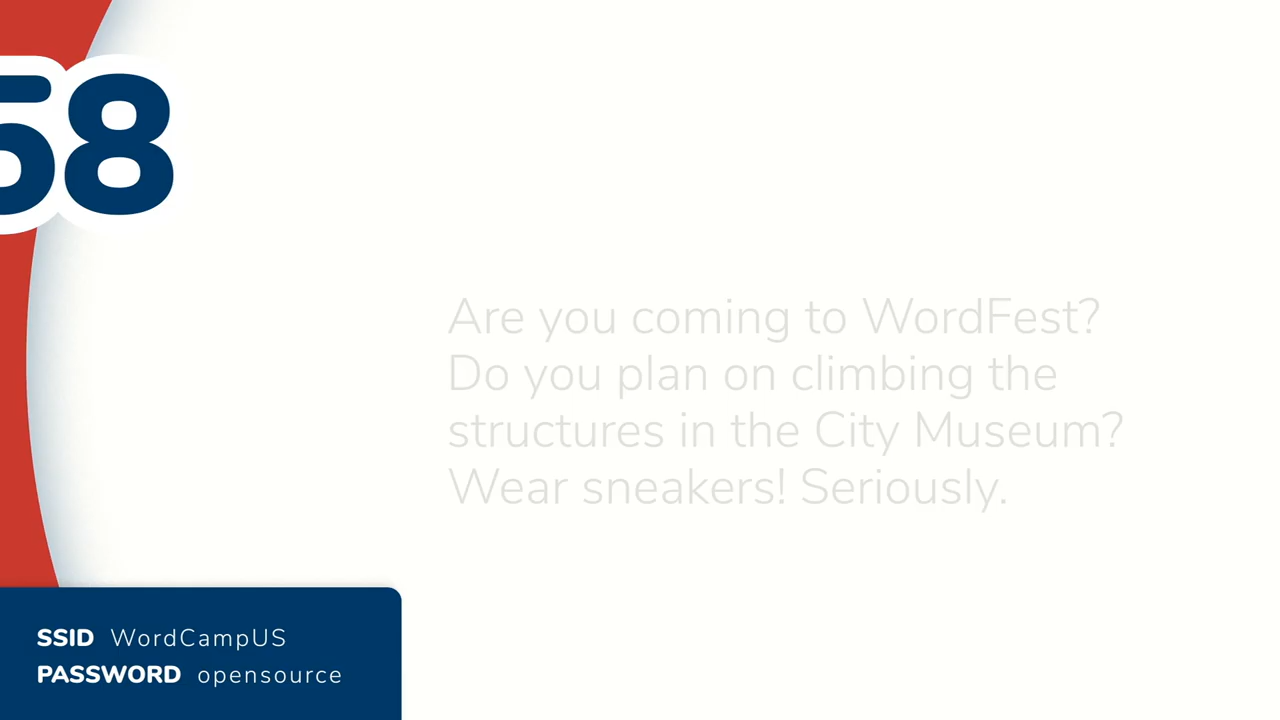 58
Are you coming to WordFest?
Do you plan on climbing the
structures in the City Museum?
Wear sneakers! Seriously.
SSID WordCampUS
PASSWORD opensource